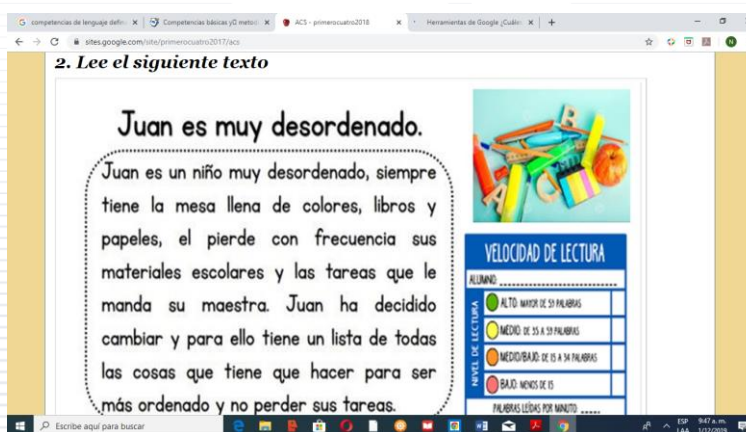 competencias de lenguaje defin
Competencias básicas y0 metod
ACS - primerocuatro2018
Herramientas de Google ¿Cuáles
sites.google.com/site/primerocuatro2017/acs
N
2. Lee el siguiente texto
Juan es muy desordenado.
Juan es un niño muy desordenado, siempre
tiene la mesa llena de colores, libros y
papeles, el pierde con frecuencia sus
materiales escolares y las tareas que le
manda su maestra. Juan ha decidido
cambiar y para ello tiene un lista de todas
las cosas que tiene que hacer para ser
más ordenado y no perder sus tareas.
B
A
C
VELOCIDAD DE LECTURA
ALUMNO:
NIVEL DE LECTURA
ALTO: MAYOR DE 59 PALABRAS
MEDIO: DE 35 A 59 PALABRAS
MEDIO/BAJO: DE 15 A 34 PALABRAS
BAJO: MENOS DE 15
PALABRAS LEÍDAS POR MINUTO:
Escribe aquí para buscar
ESP
LAA
9:47 a. m.
1/12/2019